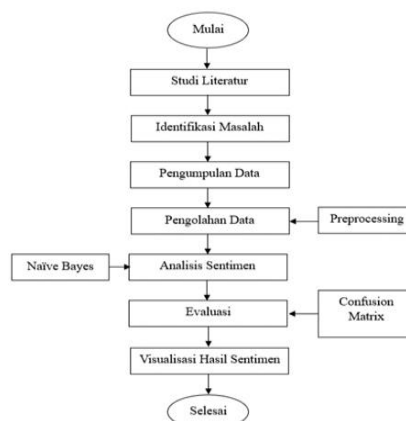 Mulai
Studi Literatur
Identifikasi Masalah
Pengumpulan Data
Pengolahan Data
Preprocessing
Naïve Bayes
Analisis Sentimen
Evaluasi
Confusion
Matrix
Visualisasi Hasil Sentimen
Selesai